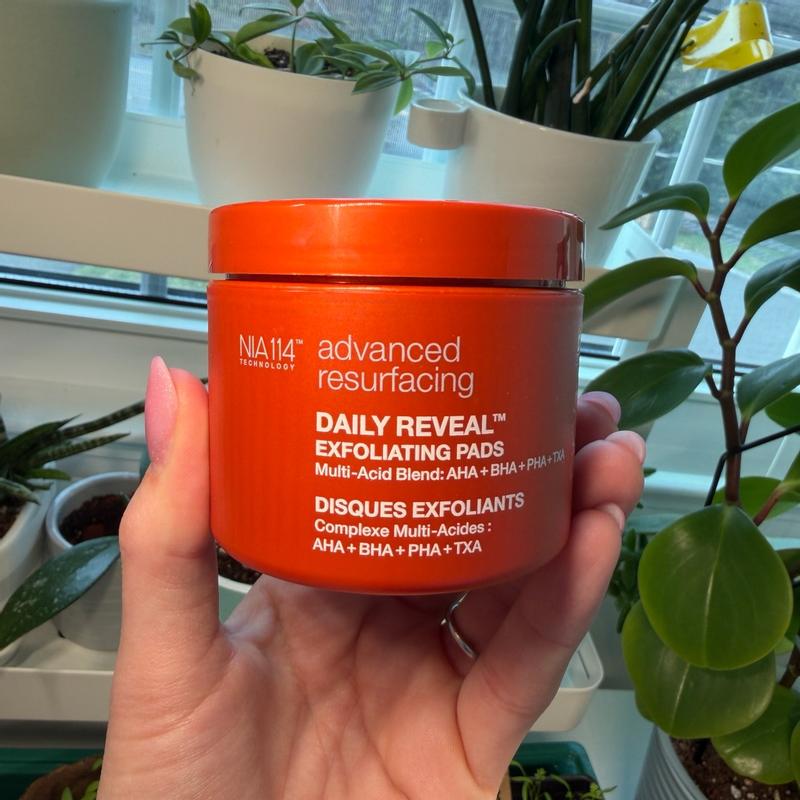 NIA114™
TECHNOLOGY
advanced
resurfacing
DAILY REVEAL™
EXFOLIATING PADS
Multi-Acid Blend: AHA + BHA + PHA + TXA
DISQUES EXFOLIANTS
Complexe Multi-Acides :
AHA + BHA + PHA + TXA